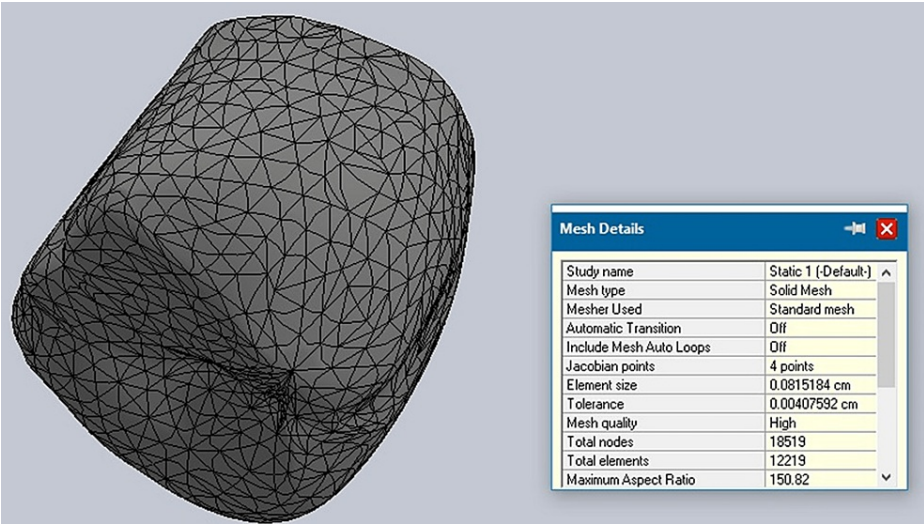 Mesh Details
Study name Static 1 (-Default-)
Mesh type Solid Mesh
Mesher Used Standard mesh
Automatic Transition Off
Include Mesh Auto Loops Off
Jacobian points 4 points
Element size 0.0815184 cm
Tolerance 0.00407592 cm
Mesh quality High
Total nodes 18519
Total elements 12219
Maximum Aspect Ratio 150.82